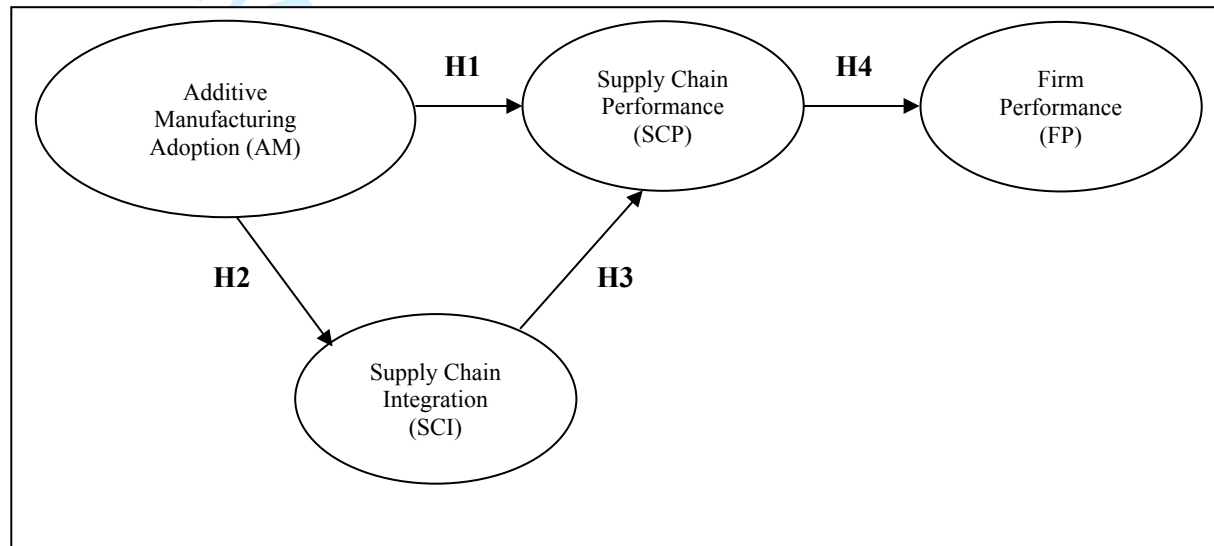 Additive
Manufacturing
Adoption (AM)
H1
Supply Chain
Performance
(SCP)
H4
Firm
Performance
(FP)
H2
H3
Supply Chain
Integration
(SCI)